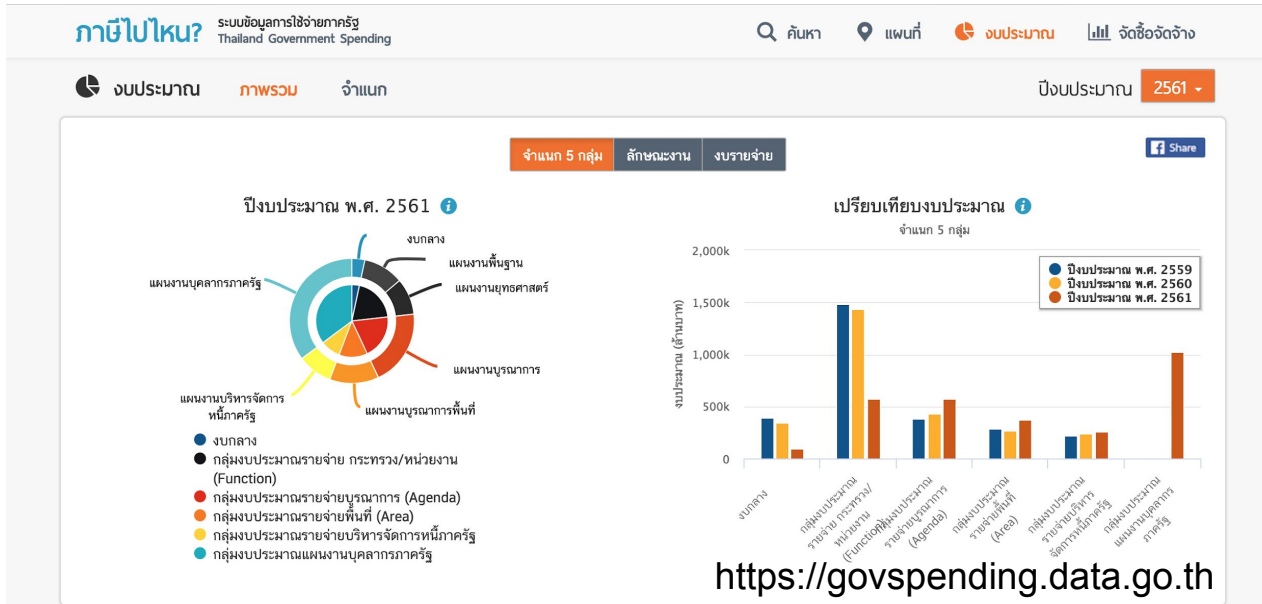 ภาษีไปไหน?
ระบบข้อมูลการใช้จ่ายภาครัฐ
Thailand Government Spending
ค้นหา
แผนที่
งบประมาณ
จัดซื้อจัดจ้าง
งบประมาณ
ภาพรวม
จำแนก
ปีงบประมาณ
2561
จำแนก 5 กลุ่ม
ลักษณะงาน
งบรายจ่าย
Share
ปีงบประมาณ พ.ศ. 2561
งบกลาง
แผนงานพื้นฐาน
แผนงานยุทธศาสตร์
แผนงานบุคลากรภาครัฐ
แผนงานบูรณาการ
แผนงานบริหารจัดการ
หนี้ภาครัฐ
แผนงานบูรณาการพื้นที่
งบกลาง
กลุ่มงบประมาณรายจ่าย กระทรวง/หน่วยงาน
(Function)
กลุ่มงบประมาณรายจ่ายบูรณาการ (Agenda)
กลุ่มงบประมาณรายจ่ายพื้นที่ (Area)
กลุ่มงบประมาณรายจ่ายบริหารจัดการหนี้ภาครัฐ
กลุ่มงบประมาณแผนงานบุคลากรภาครัฐ
เปรียบเทียบงบประมาณ
จำแนก 5 กลุ่ม
2,000k
1,500k
1,000k
500k
0
งบประมาณ (ล้านบาท)
ปีงบประมาณ พ.ศ. 2559
ปีงบประมาณ พ.ศ. 2560
ปีงบประมาณ พ.ศ. 2561
งบกลาง
กลุ่มงบประมาณ
รายจ่าย กระทรวง/
หน่วยงาน
(Function)
กลุ่มงบประมาณ
รายจ่ายบูรณาการ
(Agenda)
กลุ่มงบประมาณ
รายจ่ายพื้นที่
(Area)
กลุ่มงบประมาณ
รายจ่ายบริหาร
จัดการหนี้ภาครัฐ
กลุ่มงบประมาณ
แผนงานบุคลากร
ภาครัฐ
https://govspending.data.go.th